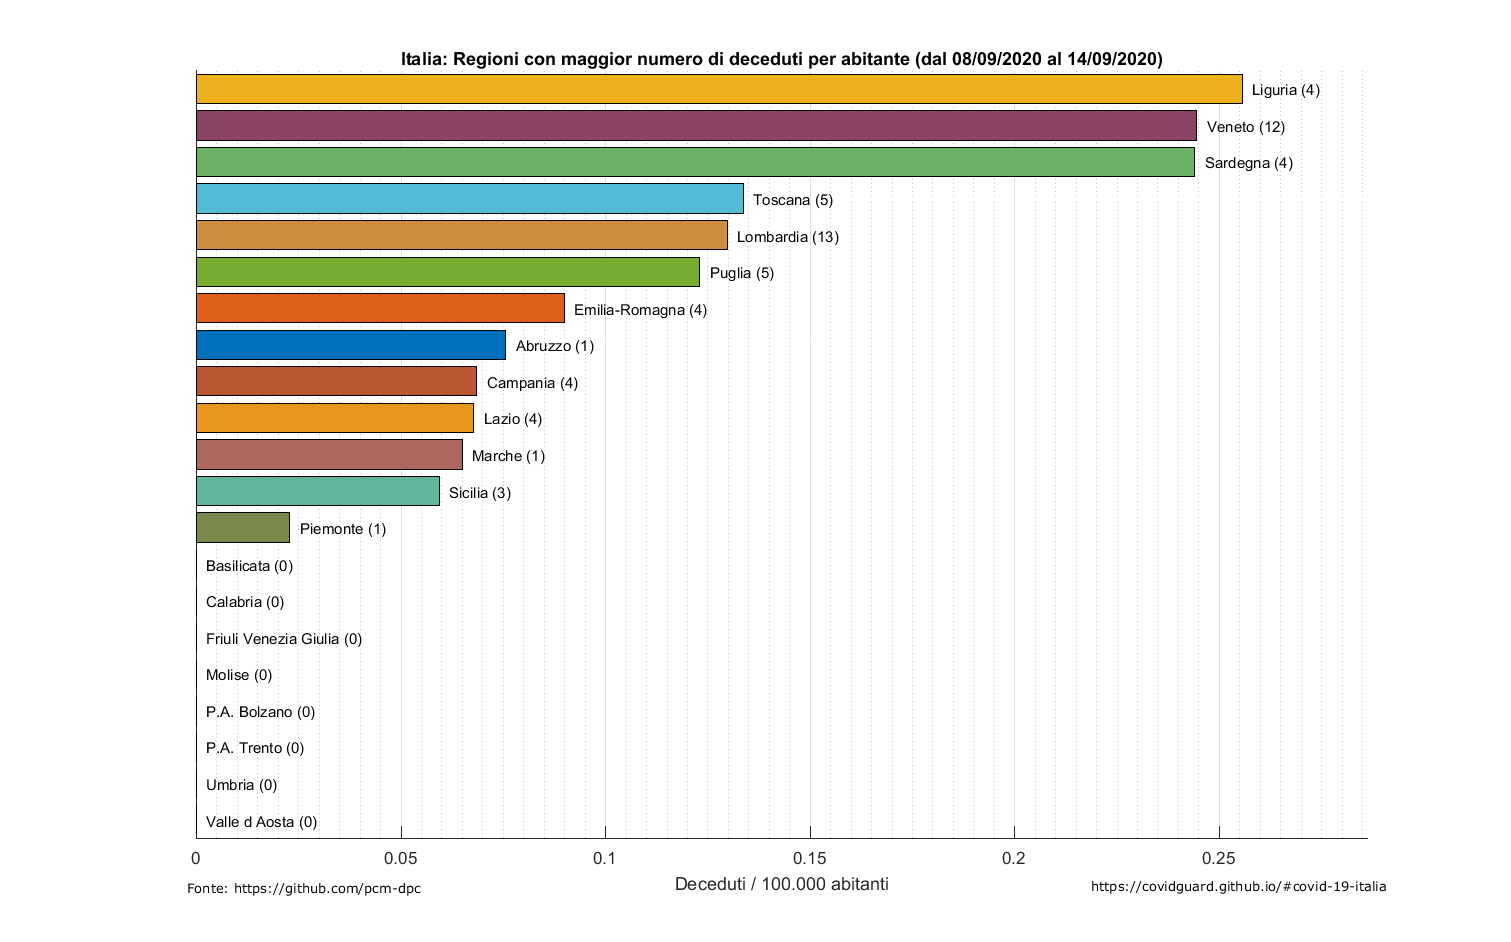 Italia: Regioni con maggior numero di deceduti per abitante (dal 08/09/2020 al 14/09/2020)
Liguria (4)
Veneto (12)
Sardegna (4)
Toscana (5)
Lombardia (13)
Puglia (5)
Emilia-Romagna (4)
Abruzzo (1)
Campania (4)
Lazio (4)
Marche (1)
Sicilia (3)
Piemonte (1)
Basilicata (0)
Calabria (0)
Friuli Venezia Giulia (0)
Molise (0)
P.A. Bolzano (0)
P.A. Trento (0)
Umbria (0)
Valle d Aosta (0)
0 0.05 0.1 0.15 0.2 0.25
Deceduti / 100.000 abitanti
Fonte: https://github.com/pcm-dpc
https://covidguard.github.io/#covid-19-italia